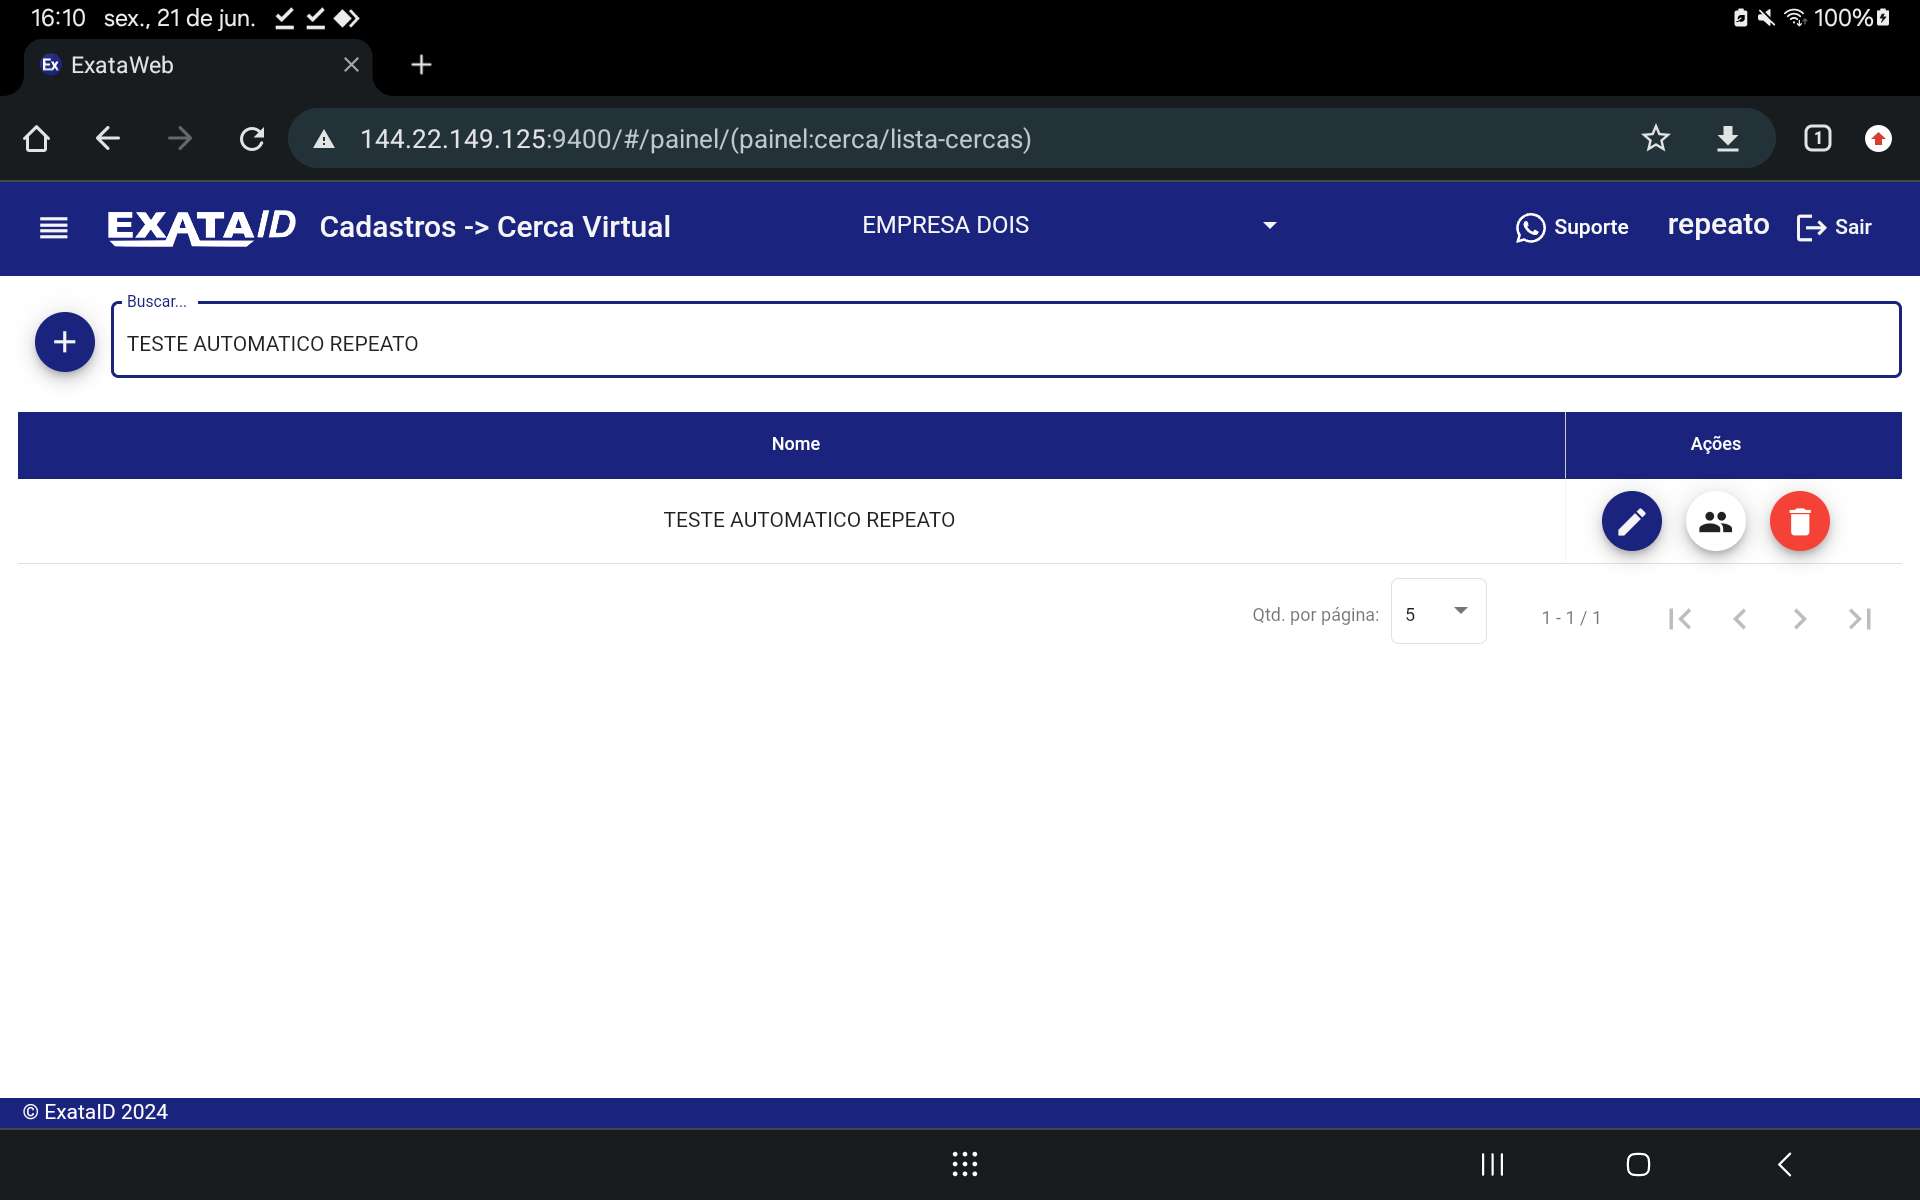 16:10 sex., 21 de jun. 100%
Ex ExataWeb
144.22.149.125:9400/#/painel/(painel:cerca/lista-cercas) 1
EXATAID Cadastros -> Cerca Virtual EMPRESA DOIS Suporte repeato Sair
Buscar...
TESTE AUTOMATICO REPEATO
Nome Ações
TESTE AUTOMATICO REPEATO
Qtd. por página: 5 1 - 1 / 1
© ExataID 2024